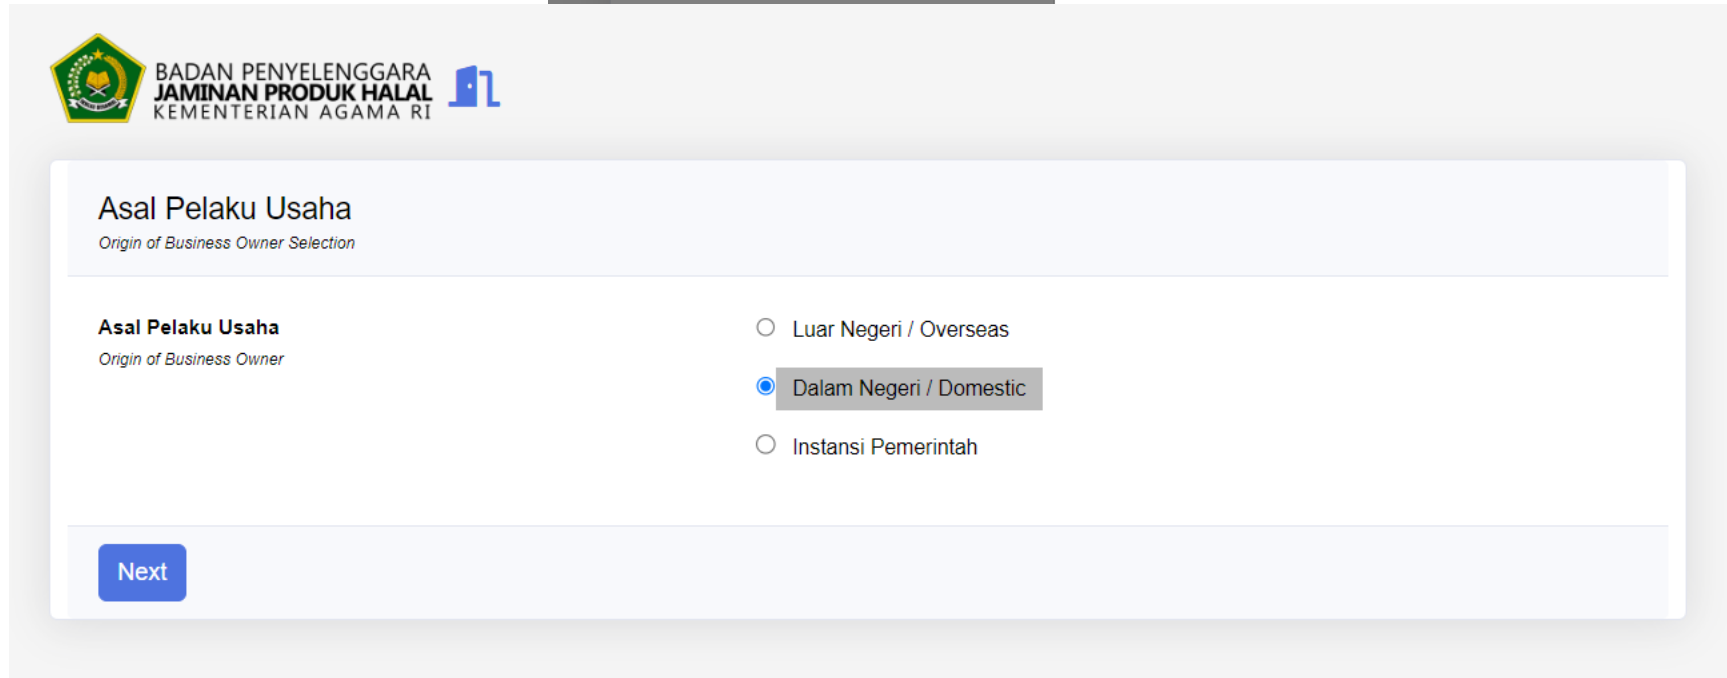 BADAN PENYELENGGARA
JAMINAN PRODUK HALAL
KEMENTERIAN AGAMA RI
Asal Pelaku Usaha
Origin of Business Owner Selection
Asal Pelaku Usaha
Origin of Business Owner
Luar Negeri / Overseas
Dalam Negeri / Domestic
Instansi Pemerintah
Next